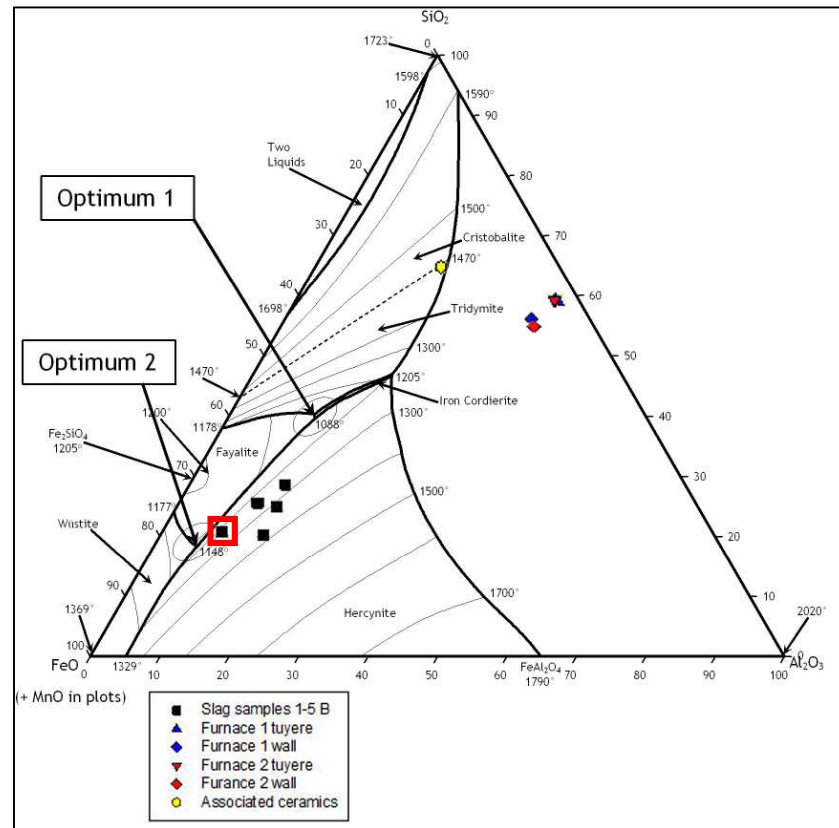 SiO₂
1723°
0
100
1598°
1590°
10
90
Two
Liquids
20
80
Optimum 1
30
1500°
70
Cristobalite
40
1470°
60
1698°
Tridymite
50
50
Optimum 2
1470°
1300°
1205°
Iron Cordierite
40
60
1200°
1178°
1088°
1300°
Fe₂SiO₄
1205°
Fayalite
70
30
1177°
1500°
80
20
Wüstite
1148°
90
1700°
10
Hercynite
1369°
2020°
100
0
FeO
0
1329°
10
20
30
40
50
60
FeAl₂O₄
1790°
70
80
90
100
Al₂O₃
(+ MnO in plots)
Slag samples 1-5 B
Furnace 1 tuyere
Furnace 1 wall
Furnace 2 tuyere
Furance 2 wall
Associated ceramics